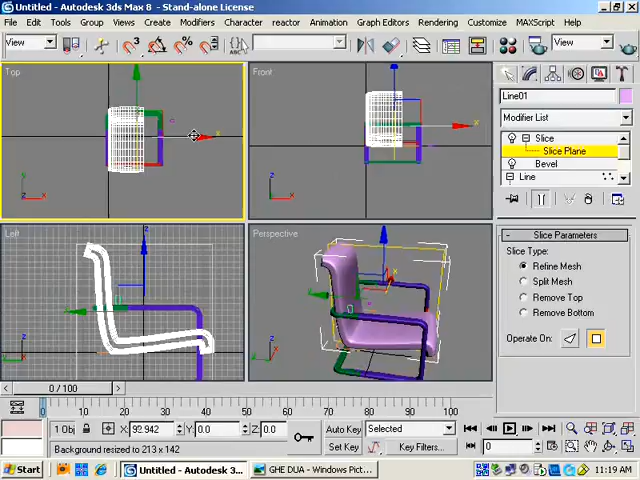 Untitled - Autodesk 3ds Max 8 - Stand-alone License
File Edit Tools Group Views Create Modifiers Character reactor Animation Graph Editors Rendering Customize MAXScript Help
View
View
Top
Front
Left
Perspective
Line01
Modifier List
Slice
Slice Plane
Bevel
Line
Slice Parameters
Slice Type:
Refine Mesh
Split Mesh
Remove Top
Remove Bottom
Operate On:
0 / 100
0 10 20 30 40 50 60 70 80 90 100
1 Obj X: 92.942 Y: 0.0 Z: 0.0
Auto Key Selected
Set Key Key Filters... 0
Background resized to 213 x 142
Start Untitled - Autodesk 3... GHE DUA - Windows Pict... 11:19 AM